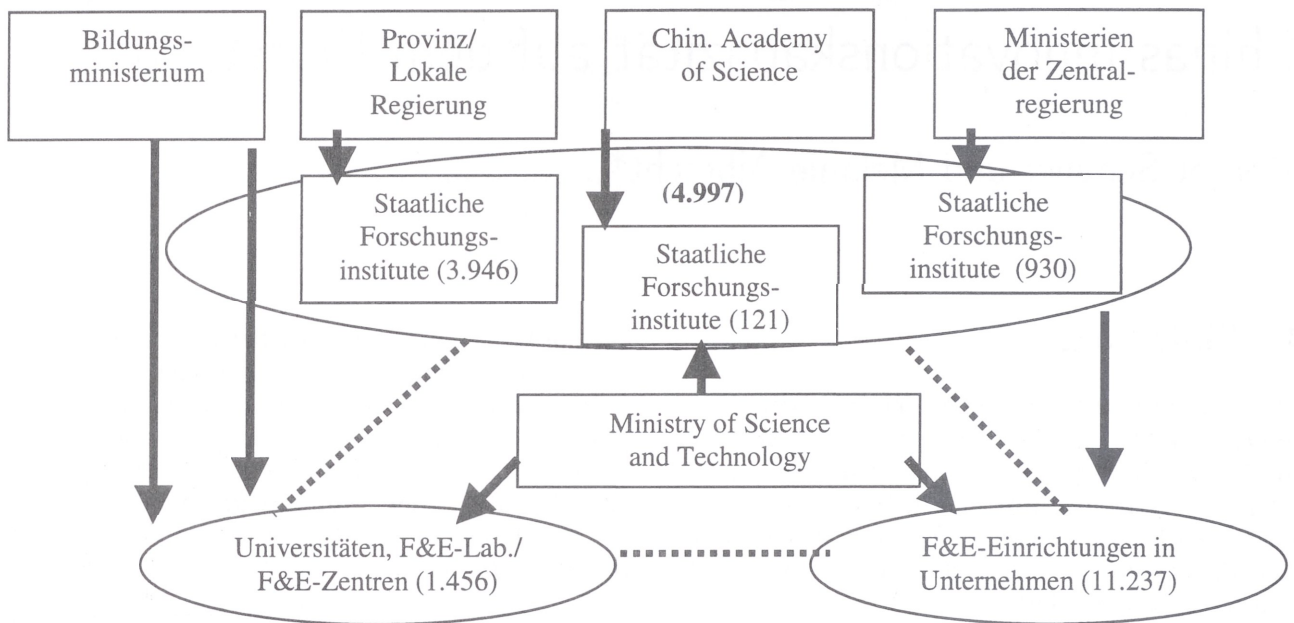 Bildungs-
ministerium
Provinz/
Lokale
Regierung
Chin. Academy
of Science
Ministerien
der Zentral-
regierung
(4.997)
Staatliche
Forschungs-
institute (3.946)
Staatliche
Forschungs-
institute (121)
Staatliche
Forschungs-
institute (930)
Ministry of Science
and Technology
Universitäten, F&E-Lab./
F&E-Zentren (1.456)
F&E-Einrichtungen in
Unternehmen (11.237)